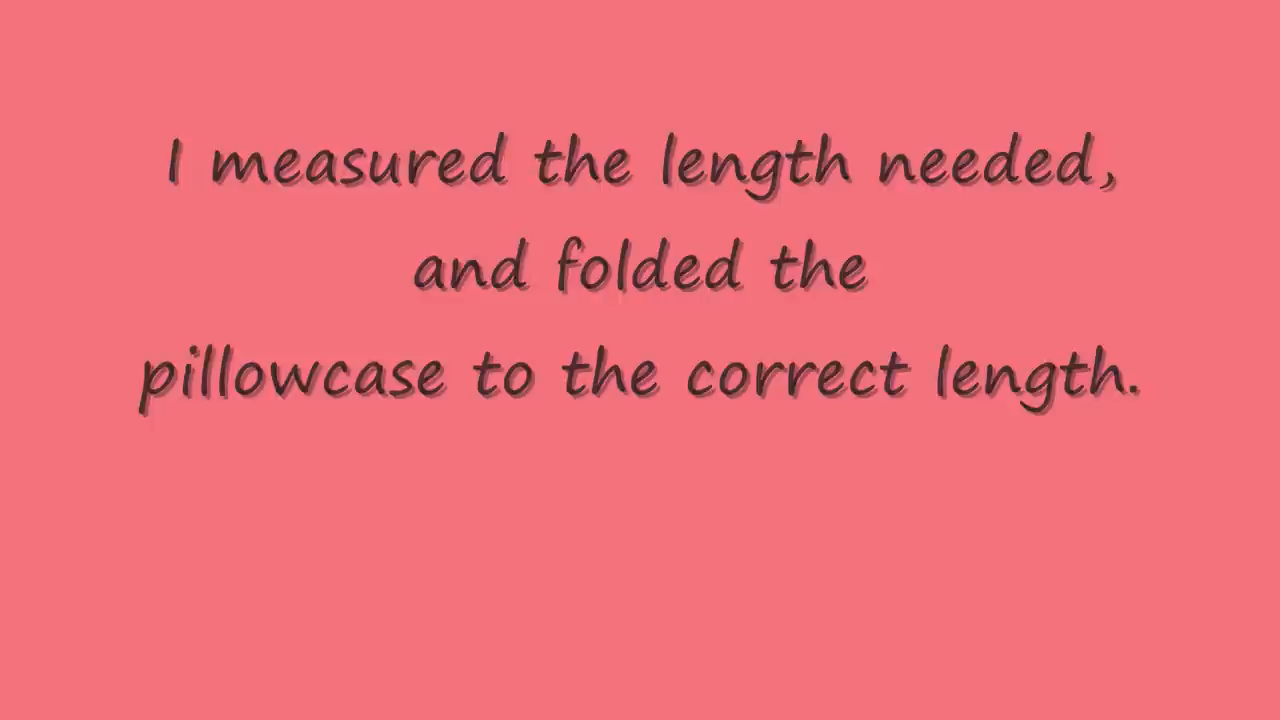 I measured the length needed,
and folded the
pillowcase to the correct length.